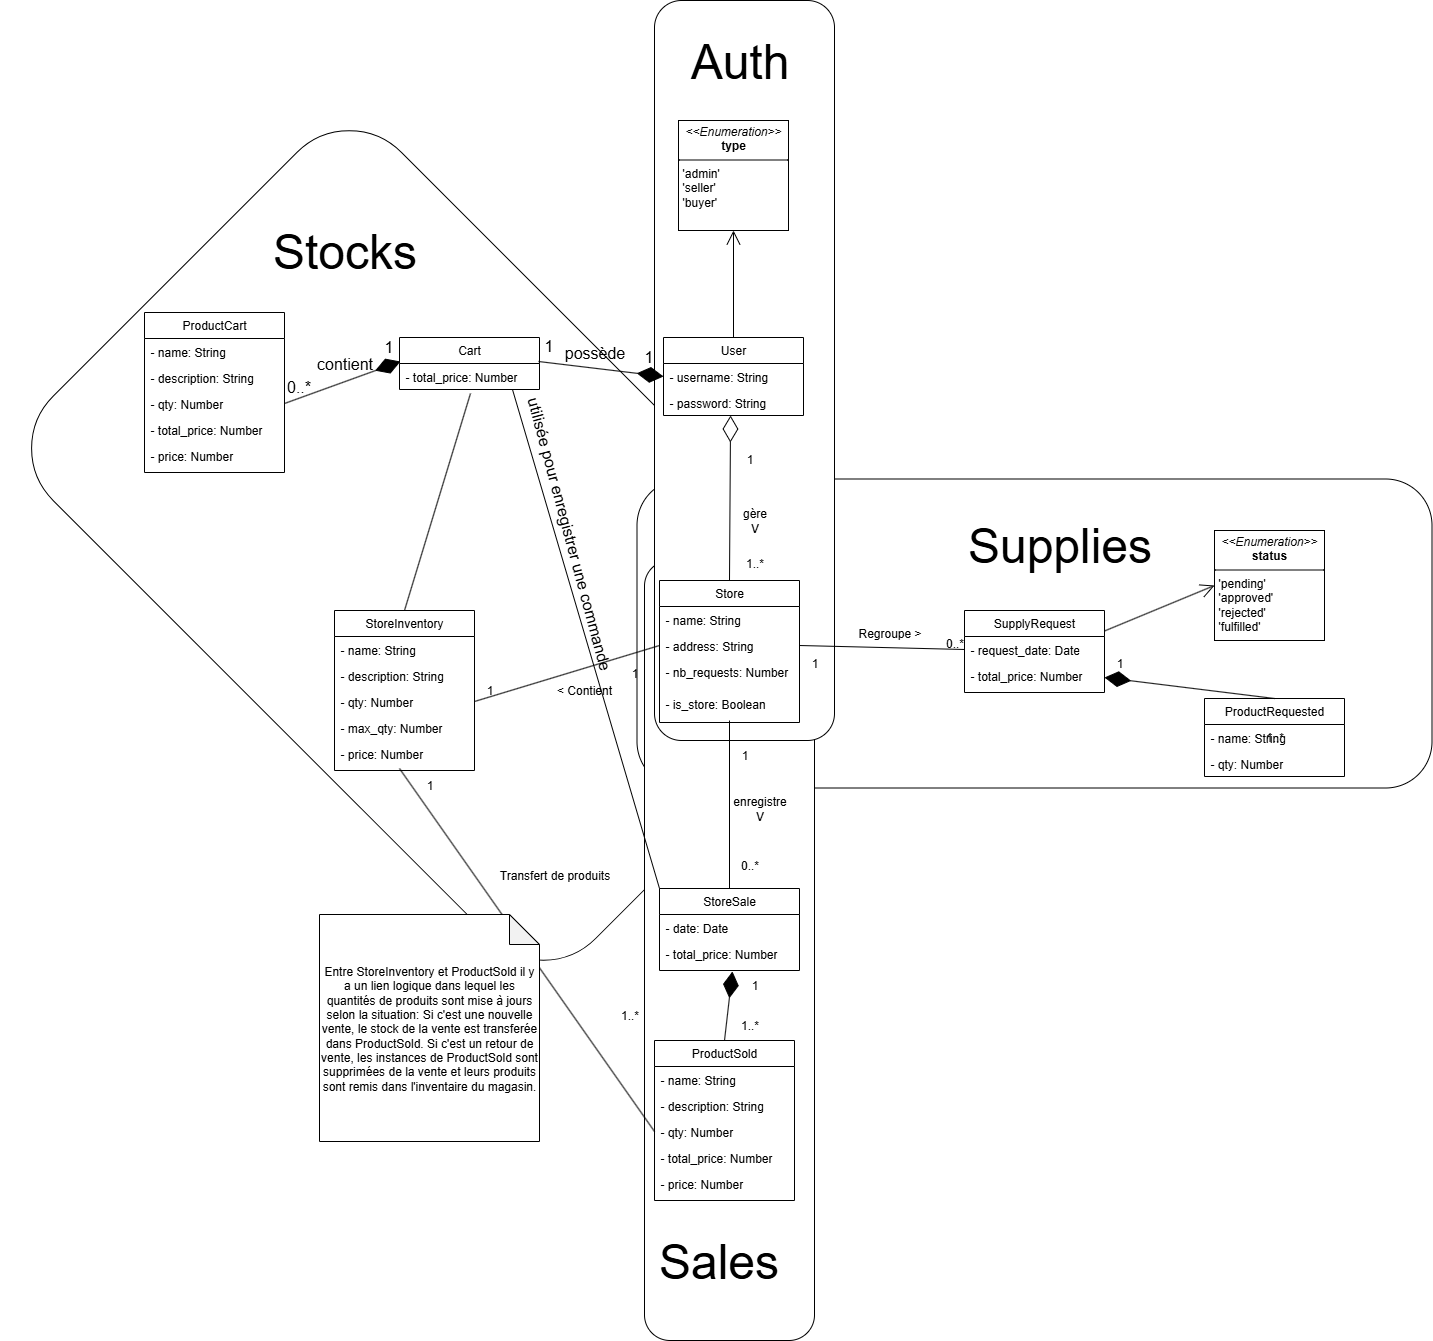 Auth
<<Enumeration>>
type
'admin'
'seller'
'buyer'
Stocks
ProductCart
- name: String
- description: String
- qty: Number
- total_price: Number
- price: Number
contient
1
0..*
Cart
- total_price: Number
1
possède
1
User
- username: String
- password: String
1
gère
V
1..*
utilisée pour enregistrer une commande
Supplies
<<Enumeration>>
status
'pending'
'approved'
'rejected'
'fulfilled'
Store
- name: String
- address: String
- nb_requests: Number
- is_store: Boolean
Regroupe >
0..*
1
SupplyRequest
- request_date: Date
- total_price: Number
1
ProductRequested
- name: String
- qty: Number
StoreInventory
- name: String
- description: String
- qty: Number
- max_qty: Number
- price: Number
1
< Contient
1
1
enregistre
V
0..*
1
Transfert de produits
1..*
StoreSale
- date: Date
- total_price: Number
1
1..*
Entre StoreInventory et ProductSold il y
a un lien logique dans lequel les
quantités de produits sont mise à jours
selon la situation: Si c'est une nouvelle
vente, le stock de la vente est transferée
dans ProductSold. Si c'est un retour de
vente, les instances de ProductSold sont
supprimées de la vente et leurs produits
sont remis dans l'inventaire du magasin.
ProductSold
- name: String
- description: String
- qty: Number
- total_price: Number
- price: Number
Sales